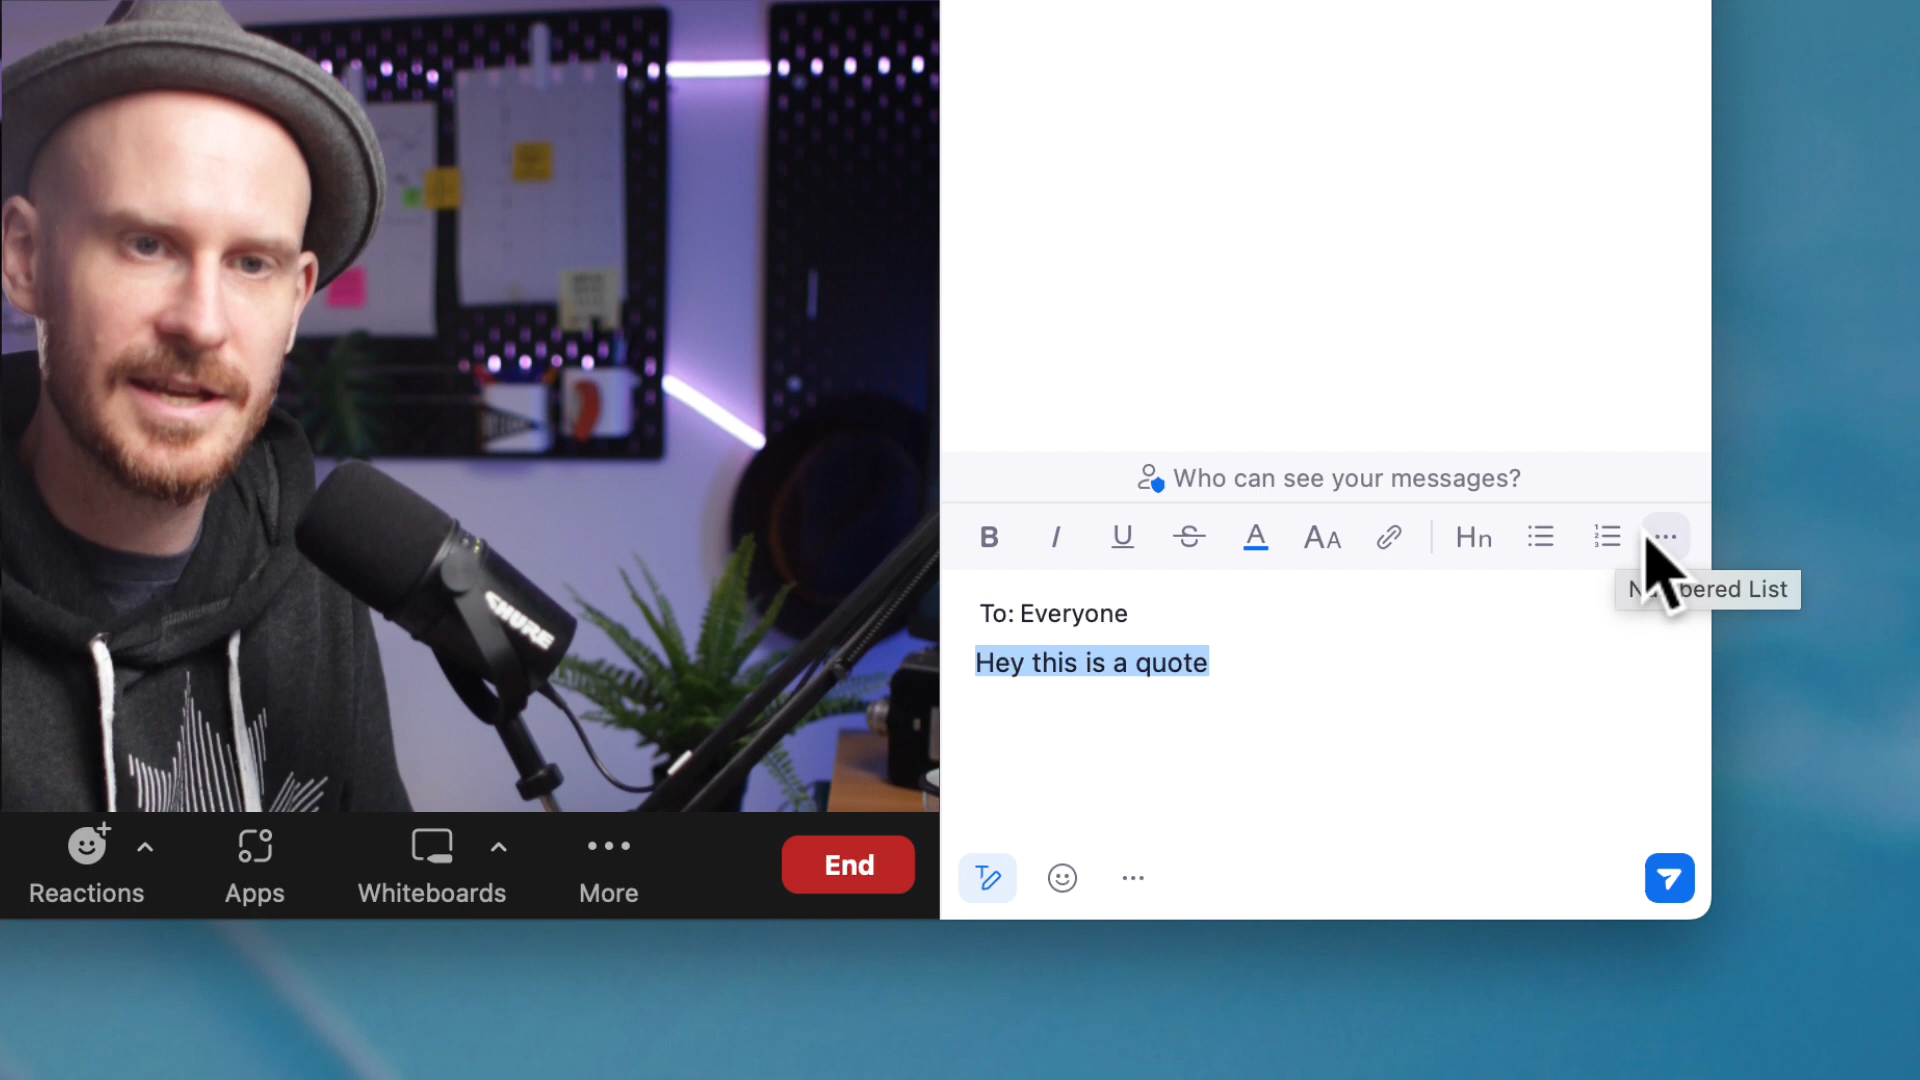 SHURE
Who can see your messages?
B I U S A AA Hn
Numbered List
To: Everyone
Hey this is a quote
Reactions
Apps
Whiteboards
More
End